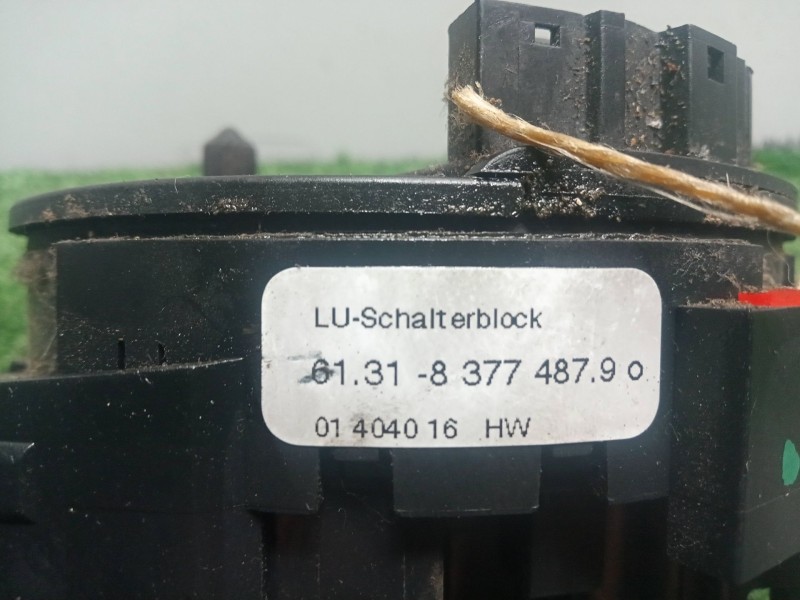 LU-Schalterblock
61.31 -8 377 487.9 o
01 4040 16 HW